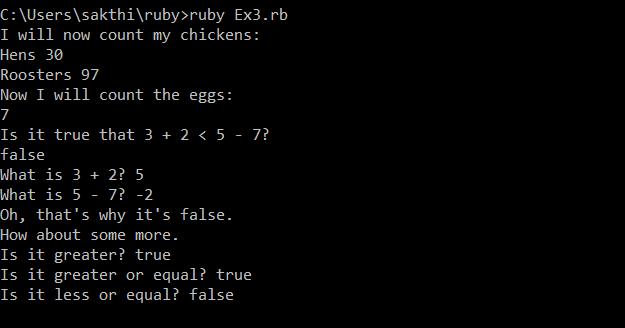 C:\Users\sakthi\ruby>ruby Ex3.rb
I will now count my chickens:
Hens 30
Roosters 97
Now I will count the eggs:
7
Is it true that 3 + 2 < 5 - 7?
false
What is 3 + 2? 5
What is 5 - 7? -2
Oh, that's why it's false.
How about some more.
Is it greater? true
Is it greater or equal? true
Is it less or equal? false